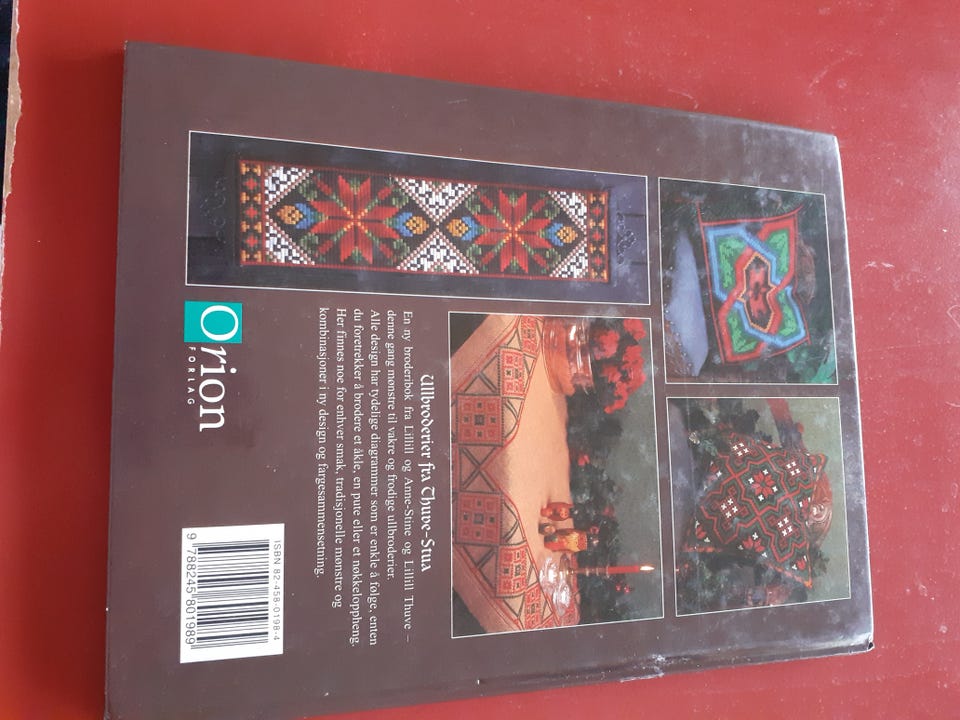 Ullbroderier fra Thuve-Stua
En ny broderibok fra Lillill og Anne-Stine og Lillill Thuve –
denne gang mønstre til vakre og frodige ullbroderier.
Alle design har tydelige diagrammer som er enkle å følge, enten
du foretrekker å brodere et åkle, en pute eller et nøkkeloppheng.
Her finnes noe for enhver smak, tradisjonelle mønstre og
kombinasjoner i ny design og fargesammensetning.
Orion
FORLAG
ISBN 82-458-0198-4
9 788245 801989